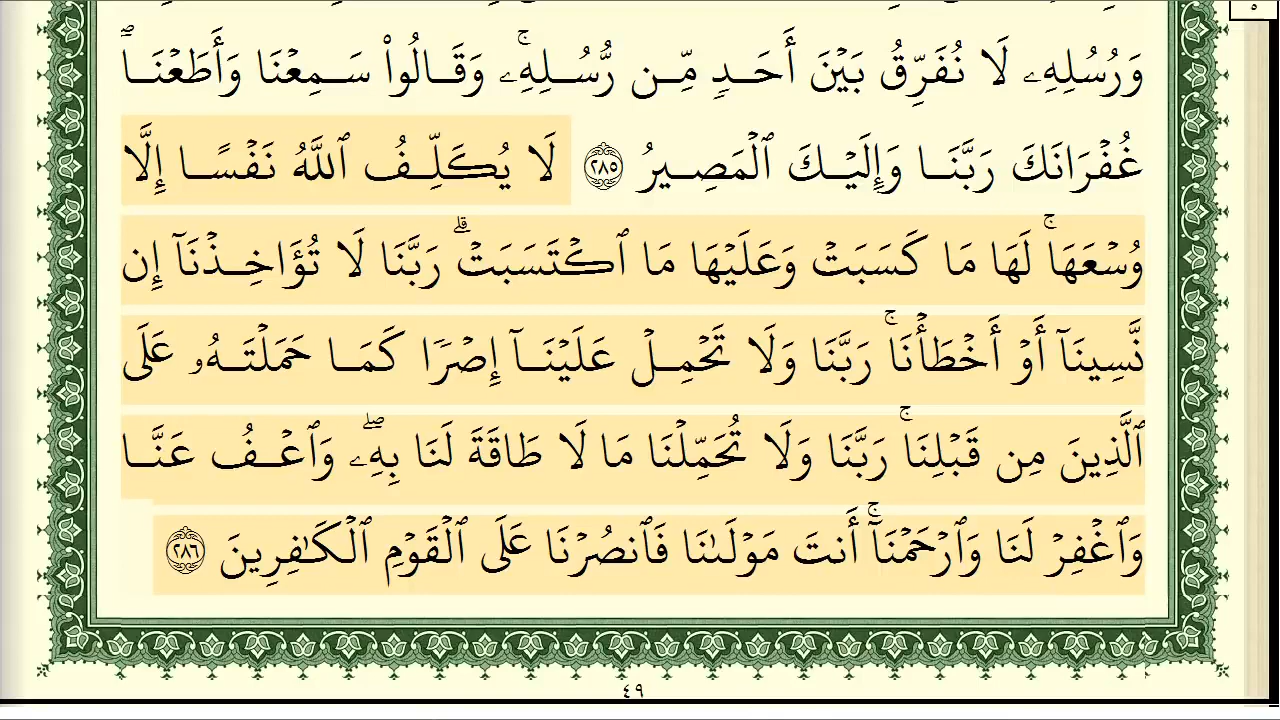 ٥
وَرُسُلِهِۦ لَا نُفَرِّقُ بَيْنَ أَحَدٍ مِّن رُّسُلِهِۦۚ وَقَالُوا۟ سَمِعْنَا وَأَطَعْنَاۖ
غُفْرَانَكَ رَبَّنَا وَإِلَيْكَ ٱلْمَصِيرُ ٢٨٥ لَا يُكَلِّفُ ٱللَّهُ نَفْسًا إِلَّا
وُسْعَهَاۚ لَهَا مَا كَسَبَتْ وَعَلَيْهَا مَا ٱكْتَسَبَتْۗ رَبَّنَا لَا تُؤَاخِذْنَآ إِن
نَّسِينَآ أَوْ أَخْطَأْنَاۚ رَبَّنَا وَلَا تَحْمِلْ عَلَيْنَآ إِصْرًا كَمَا حَمَلْتَهُۥ عَلَى
ٱلَّذِينَ مِن قَبْلِنَاۚ رَبَّنَا وَلَا تُحَمِّلْنَا مَا لَا طَاقَةَ لَنَا بِهِۦۖ وَٱعْفُ عَنَّا
وَٱغْفِرْ لَنَا وَٱرْحَمْنَآۚ أَنتَ مَوْلَىٰنَا فَٱنصُرْنَا عَلَى ٱلْقَوْمِ ٱلْكَٰفِرِينَ ٢٨٦
٤٩